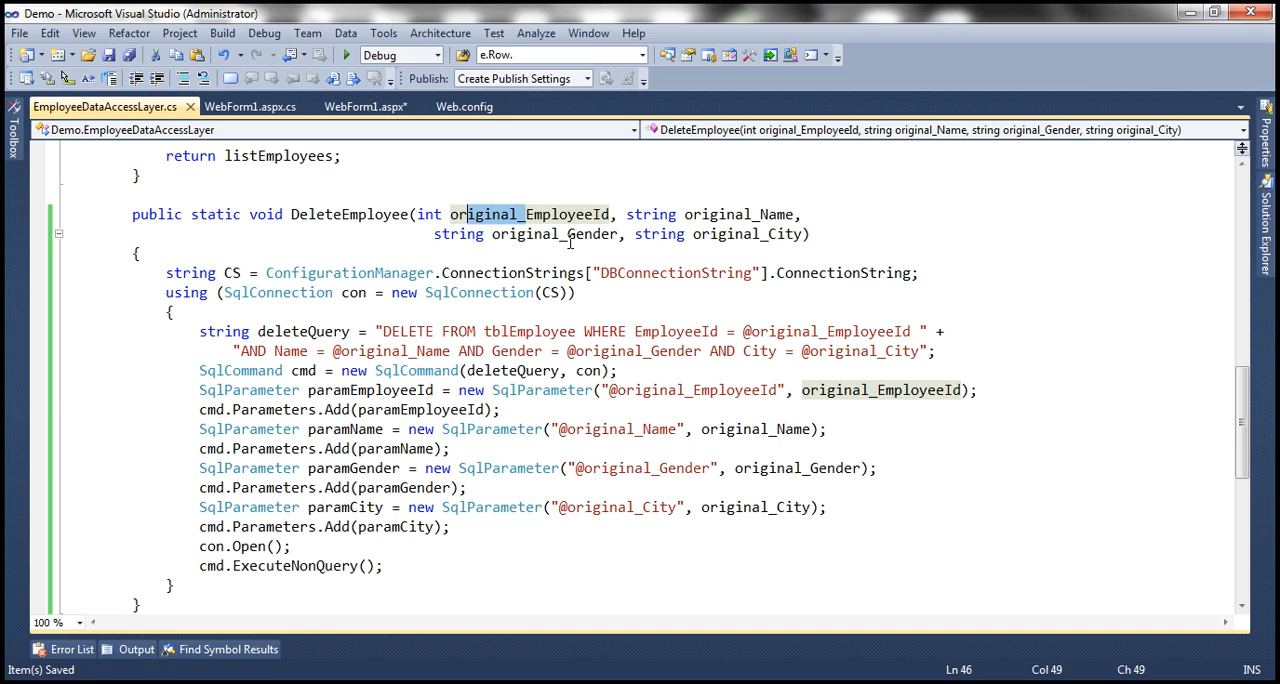 Demo - Microsoft Visual Studio (Administrator)
File Edit View Refactor Project Build Debug Team Data Tools Architecture Test Analyze Window Help
Debug e.Row.
Publish: Create Publish Settings
EmployeeDataAccessLayer.cs WebForm1.aspx.cs WebForm1.aspx* Web.config
Demo.EmployeeDataAccessLayer DeleteEmployee(int original_EmployeeId, string original_Name, string original_Gender, string original_City)
Toolbox
Properties
Solution Explorer
return listEmployees;
}
public static void DeleteEmployee(int original_EmployeeId, string original_Name,
string original_Gender, string original_City)
{
string CS = ConfigurationManager.ConnectionStrings["DBConnectionString"].ConnectionString;
using (SqlConnection con = new SqlConnection(CS))
{
string deleteQuery = "DELETE FROM tblEmployee WHERE EmployeeId = @original_EmployeeId " +
"AND Name = @original_Name AND Gender = @original_Gender AND City = @original_City";
SqlCommand cmd = new SqlCommand(deleteQuery, con);
SqlParameter paramEmployeeId = new SqlParameter("@original_EmployeeId", original_EmployeeId);
cmd.Parameters.Add(paramEmployeeId);
SqlParameter paramName = new SqlParameter("@original_Name", original_Name);
cmd.Parameters.Add(paramName);
SqlParameter paramGender = new SqlParameter("@original_Gender", original_Gender);
cmd.Parameters.Add(paramGender);
SqlParameter paramCity = new SqlParameter("@original_City", original_City);
cmd.Parameters.Add(paramCity);
con.Open();
cmd.ExecuteNonQuery();
}
}
100 %
Error List Output Find Symbol Results
Item(s) Saved Ln 46 Col 49 Ch 49 INS